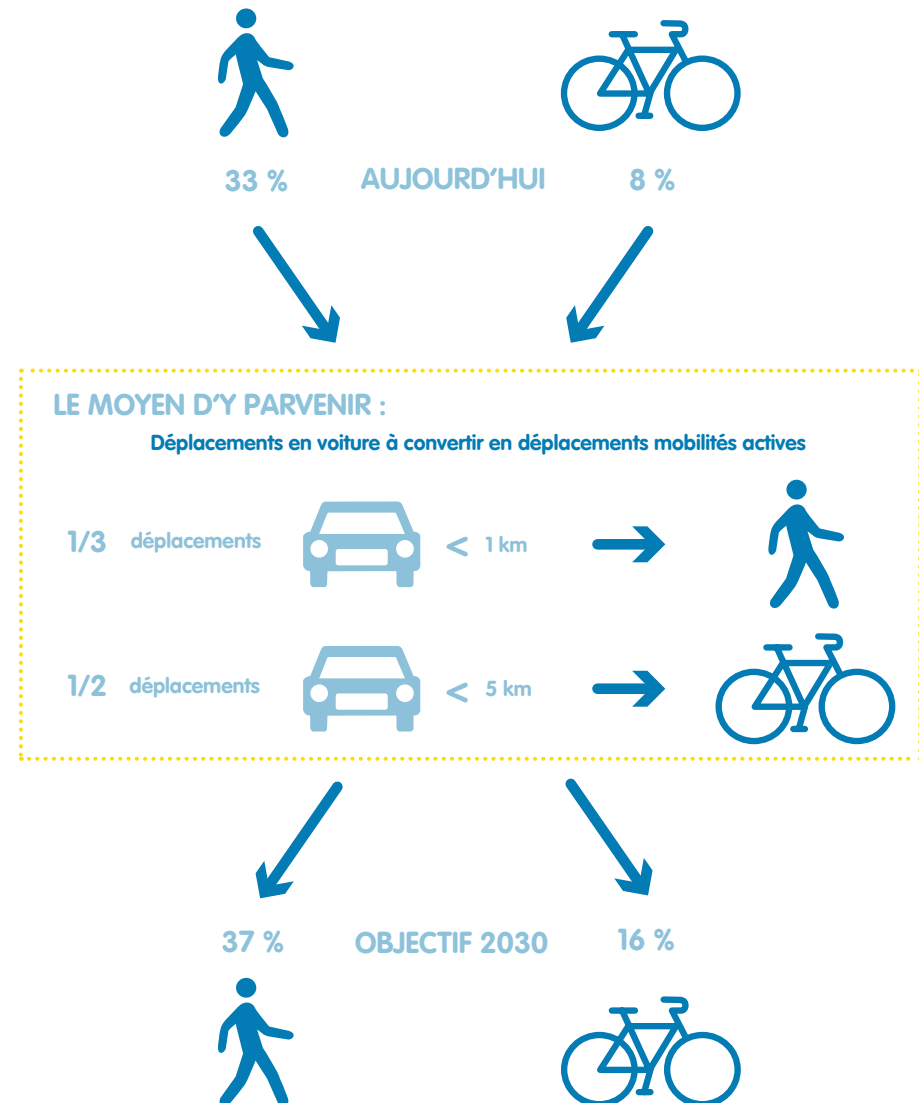 33 % AUJOURD'HUI 8 %
LE MOYEN D'Y PARVENIR :
Déplacements en voiture à convertir en déplacements mobilités actives
1/3 déplacements < 1 km
1/2 déplacements < 5 km
37 % OBJECTIF 2030 16 %